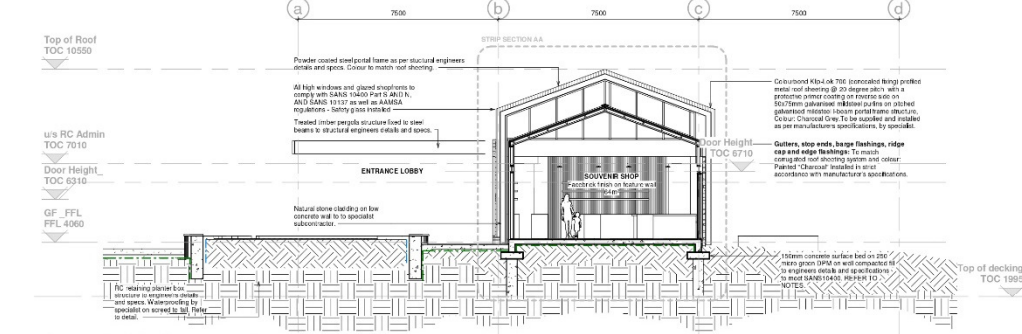 a
b
c
d
7500
7500
7500
STRIP SECTION AA
Top of Roof
TOC 10550
Powder coated steel portal frame as per stuctural engineers
details and specs. Colour to match roof sheeting.
All high windows and glazed shopfronts to
comply with SANS 10400 Part S AND N,
AND SANS 10137 as well as AAMSA
regulations - Safety glass installed
Treated timber pergola structure fixed to steel
beams to structural engineers details and specs.
u/s RC Admin
TOC 7010
Door Height_
TOC 6310
ENTRANCE LOBBY
Natural stone cladding on low
concrete wall to to specialist
subcontractor.
GF _FFL
FFL 4060
SOUVENIR SHOP
Facebrick finish on feature wall
64m²
Colourbond Klip-Lok 700 (concealed fixing) profiled
metal roof sheeting @ 20 degree pitch with a
protective primer coating on reverse side on
50x75mm galvanised mildsteel purlins on pitched
galvanised mildsteel I-beam portal frame structure,
Colour: Charcoal Grey. To be supplied and installed
as per manufacturers specifications, by specialist.
Door Height
TOC 6710
Gutters, stop ends, barge flashings, ridge
cap and edge flashings: To match
corrugated roof sheeting system and colour:
Painted "Charcoal" Installed in strict
accordance with manufacturer's specifications.
150mm concrete surface bed on 250
micro green DPM on well compacted fill
to engineers details and specifications -
to meet SANS10400. REFER TO
NOTES.
Top of decking
TOC 1995
RC retaining planter box
structure to engineers details
and specs. Waterproofing by
specialist on screed to fall. Refer
to detail.